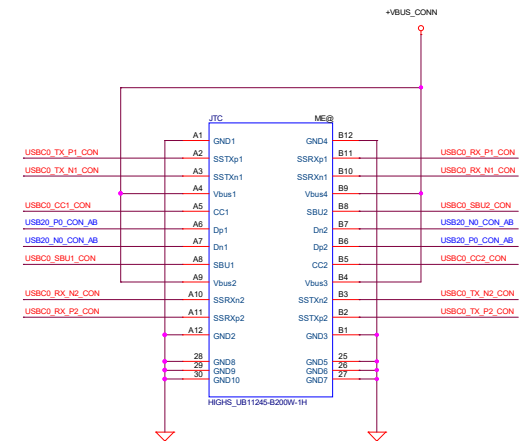 +VBUS_CONN
JTC ME@
A1 GND1 GND4 B12
USBC0_TX_P1_CON A2 SSTXp1 SSRXp1 B11 USBC0_RX_P1_CON
USBC0_TX_N1_CON A3 SSTXn1 SSRXn1 B10 USBC0_RX_N1_CON
A4 Vbus1 Vbus4 B9
USBC0_CC1_CON A5 CC1 SBU2 B8 USBC0_SBU2_CON
USB20_P0_CON_AB A6 Dp1 Dn2 B7 USB20_N0_CON_AB
USB20_N0_CON_AB A7 Dn1 Dp2 B6 USB20_P0_CON_AB
USBC0_SBU1_CON A8 SBU1 CC2 B5 USBC0_CC2_CON
A9 Vbus2 Vbus3 B4
USBC0_RX_N2_CON A10 SSRXn2 SSTXn2 B3 USBC0_TX_N2_CON
USBC0_RX_P2_CON A11 SSRXp2 SSTXp2 B2 USBC0_TX_P2_CON
A12 GND2 GND3 B1
28 GND8 GND5 25
29 GND9 GND6 26
30 GND10 GND7 27
HIGHS_UB11245-B200W-1H